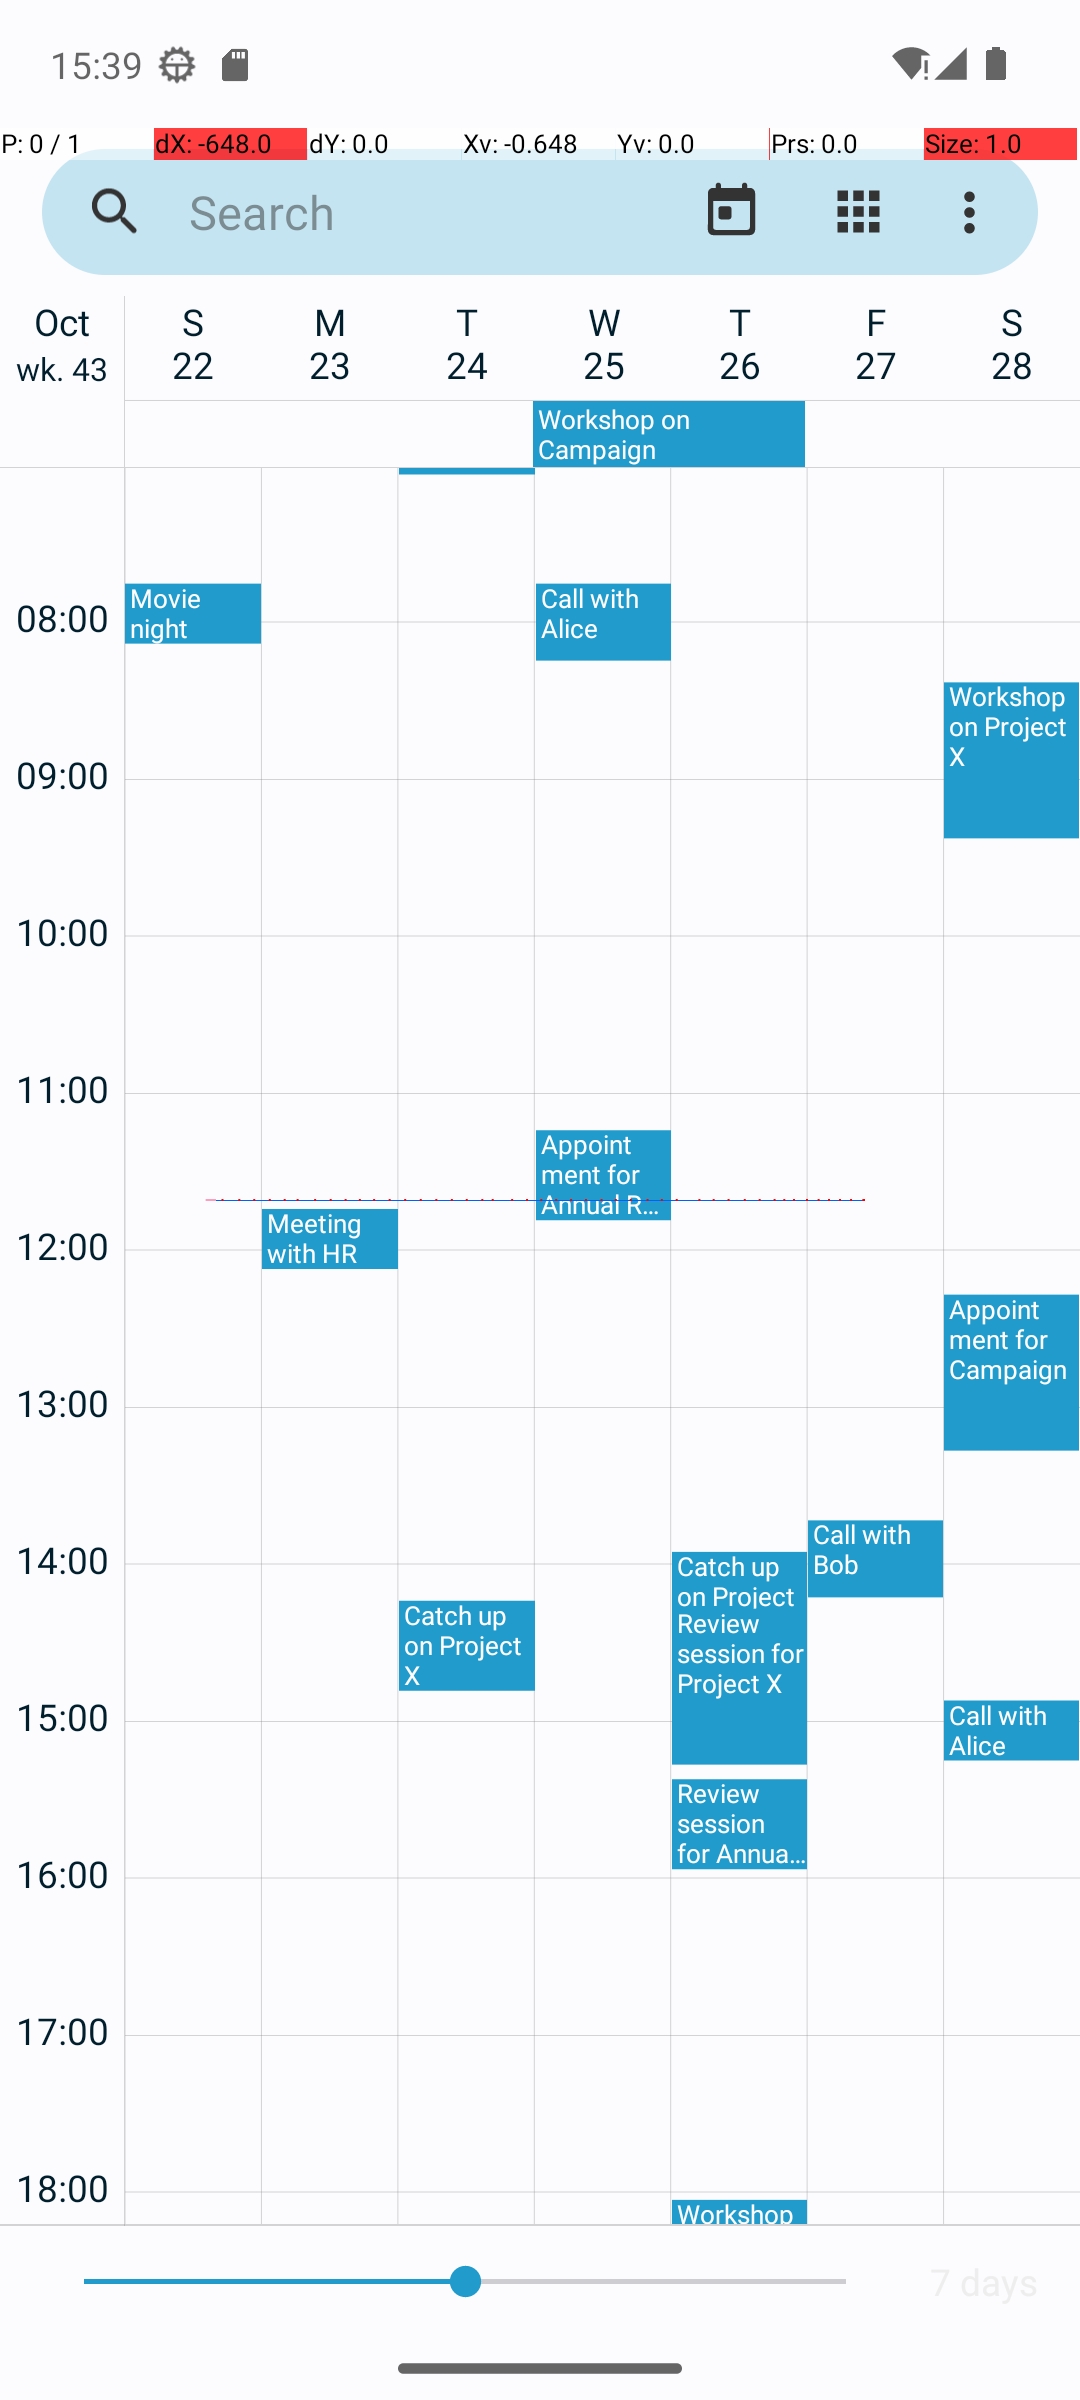 15:39
P: 0 / 1 dX: -648.0 dY: 0.0 Xv: -0.648 Yv: 0.0 Prs: 0.0 Size: 1.0
Search
Oct S M T W T F S
wk. 43 22 23 24 25 26 27 28
Workshop on
Campaign
08:00
Movie
night
Call with
Alice
Workshop
on Project
X
09:00
10:00
11:00
Appoint
ment for
Annual R...
Meeting
with HR
12:00
Appoint
ment for
Campaign
13:00
Call with
Bob
14:00
Catch up
on Project
Review
session for
Project X
Catch up
on Project
X
15:00
Call with
Alice
Review
session
for Annua...
16:00
17:00
18:00
Workshop
7 days